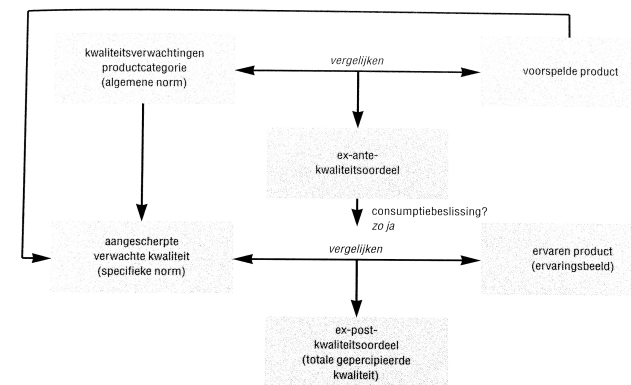 kwaliteitsverwachtingen
productcategorie
(algemene norm)
vergelijken
voorspelde product
ex-ante-
kwaliteitsoordeel
consumptiebeslissing?
zo ja
aangescherpte
verwachte kwaliteit
(specifieke norm)
vergelijken
ervaren product
(ervaringsbeeld)
ex-post-
kwaliteitsoordeel
(totale gepercipieerde
kwaliteit)